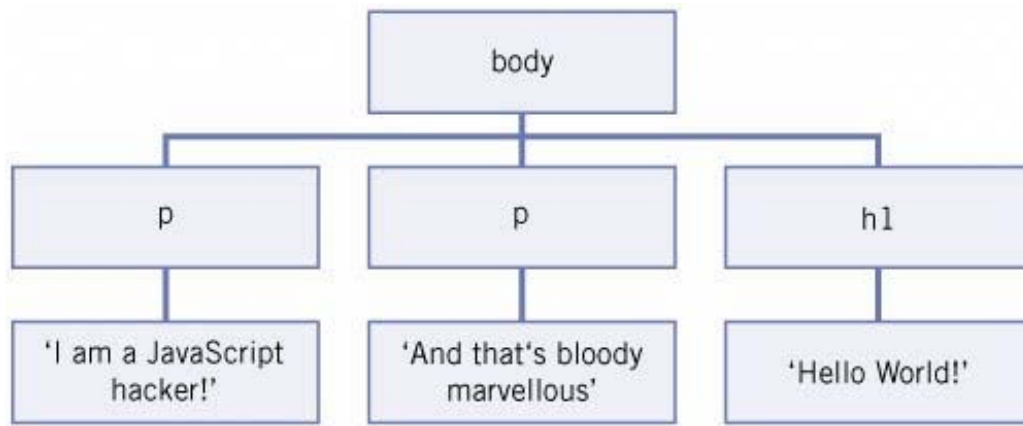 body
p
p
h1
‘I am a JavaScript
hacker!’
‘And that‘s bloody
marvellous’
‘Hello World!’